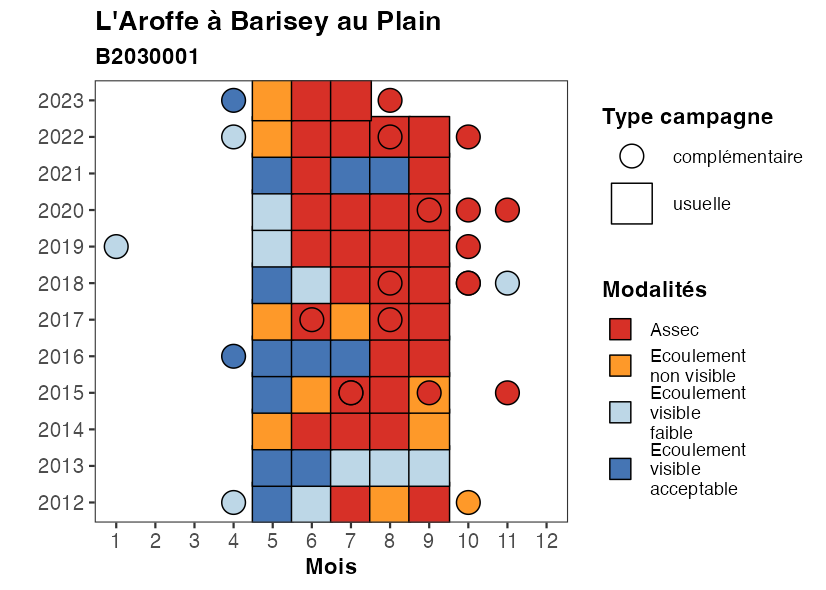 L'Aroffe à Barisey au Plain
B2030001
2023
2022
2021
2020
2019
2018
2017
2016
2015
2014
2013
2012
1 2 3 4 5 6 7 8 9 10 11 12
Mois
Type campagne
complémentaire
usuelle
Modalités
Assec
Ecoulement
non visible
Ecoulement
visible
faible
Ecoulement
visible
acceptable